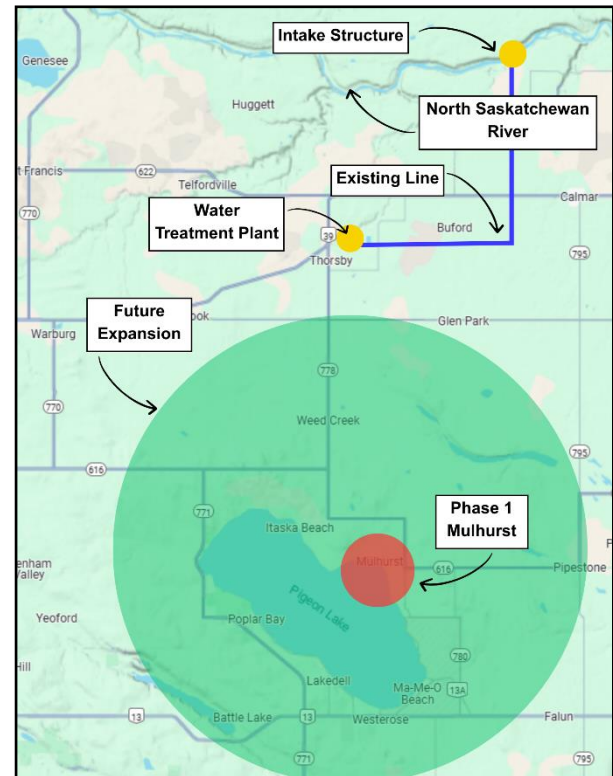 Intake Structure
Genesee
Huggett
North Saskatchewan
River
t Francis
622
Telfordville
Existing Line
Calmar
770
Water
Treatment Plant
39
Thorsby
Buford
795
Future
Expansion
ook
Warburg
Glen Park
778
770
Weed Creek
795
616
771
Itaska Beach
Phase 1
Mulhurst
Mulhurst
616
Pipestone
P
enham
Valley
Pigeon Lake
Yeoford
Poplar Bay
Hill
Lakedell
780
Ma-Me-O
Beach
13A
13
Battle Lake
13
Westerose
Falun
771
795